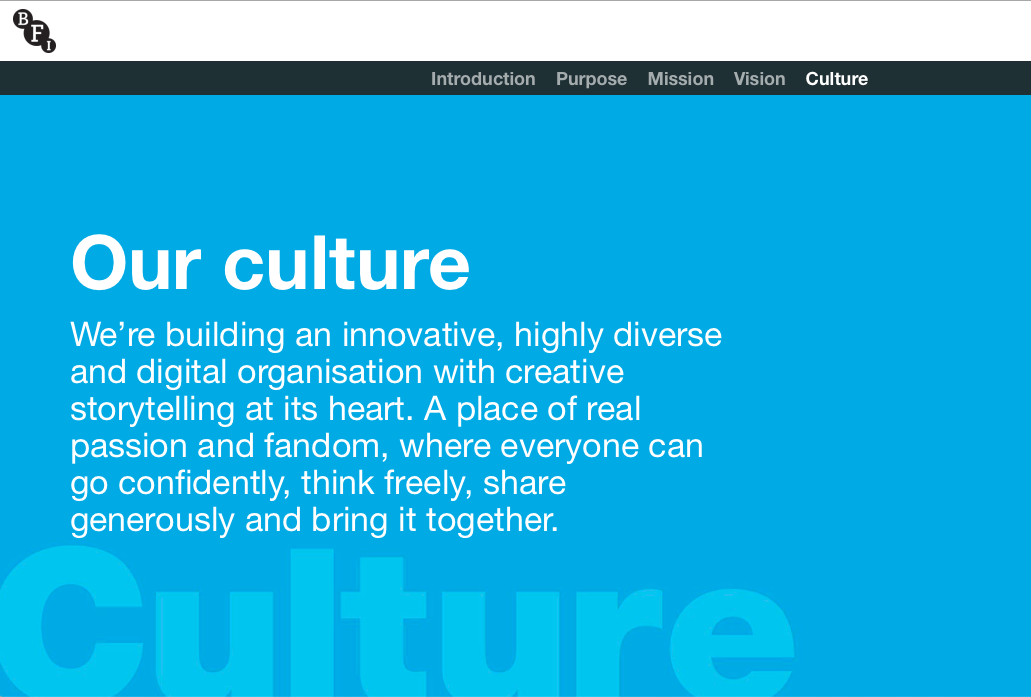 BFI
Introduction Purpose Mission Vision Culture
Our culture
We’re building an innovative, highly diverse
and digital organisation with creative
storytelling at its heart. A place of real
passion and fandom, where everyone can
go confidently, think freely, share
generously and bring it together.
Culture